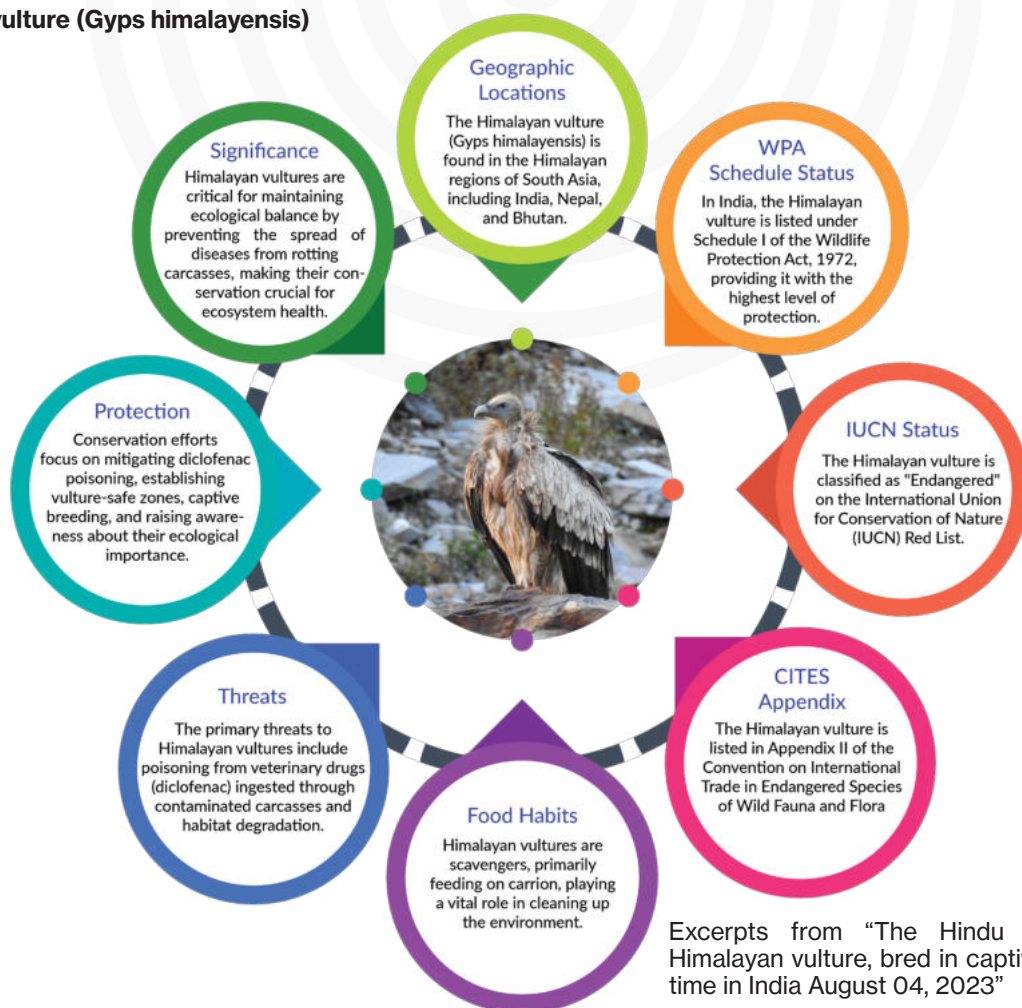 vulture (Gyps himalayensis)
Geographic
Locations
The Himalayan vulture
(Gyps himalayensis) is
found in the Himalayan
regions of South Asia,
including India, Nepal,
and Bhutan.
WPA
Schedule Status
In India, the Himalayan
vulture is listed under
Schedule I of the Wildlife
Protection Act, 1972,
providing it with the
highest level of
protection.
IUCN Status
The Himalayan vulture is
classified as "Endangered"
on the International Union
for Conservation of Nature
(IUCN) Red List.
CITES
Appendix
The Himalayan vulture is
listed in Appendix II of the
Convention on International
Trade in Endangered Species
of Wild Fauna and Flora
Food Habits
Himalayan vultures are
scavengers, primarily
feeding on carrion, playing
a vital role in cleaning up
the environment.
Threats
The primary threats to
Himalayan vultures include
poisoning from veterinary drugs
(diclofenac) ingested through
contaminated carcasses and
habitat degradation.
Protection
Conservation efforts
focus on mitigating diclofenac
poisoning, establishing
vulture-safe zones, captive
breeding, and raising aware-
ness about their ecological
importance.
Significance
Himalayan vultures are
critical for maintaining
ecological balance by
preventing the spread of
diseases from rotting
carcasses, making their con-
servation crucial for
ecosystem health.
Excerpts from “The Hindu
Himalayan vulture, bred in
time in India August 04, 2023”